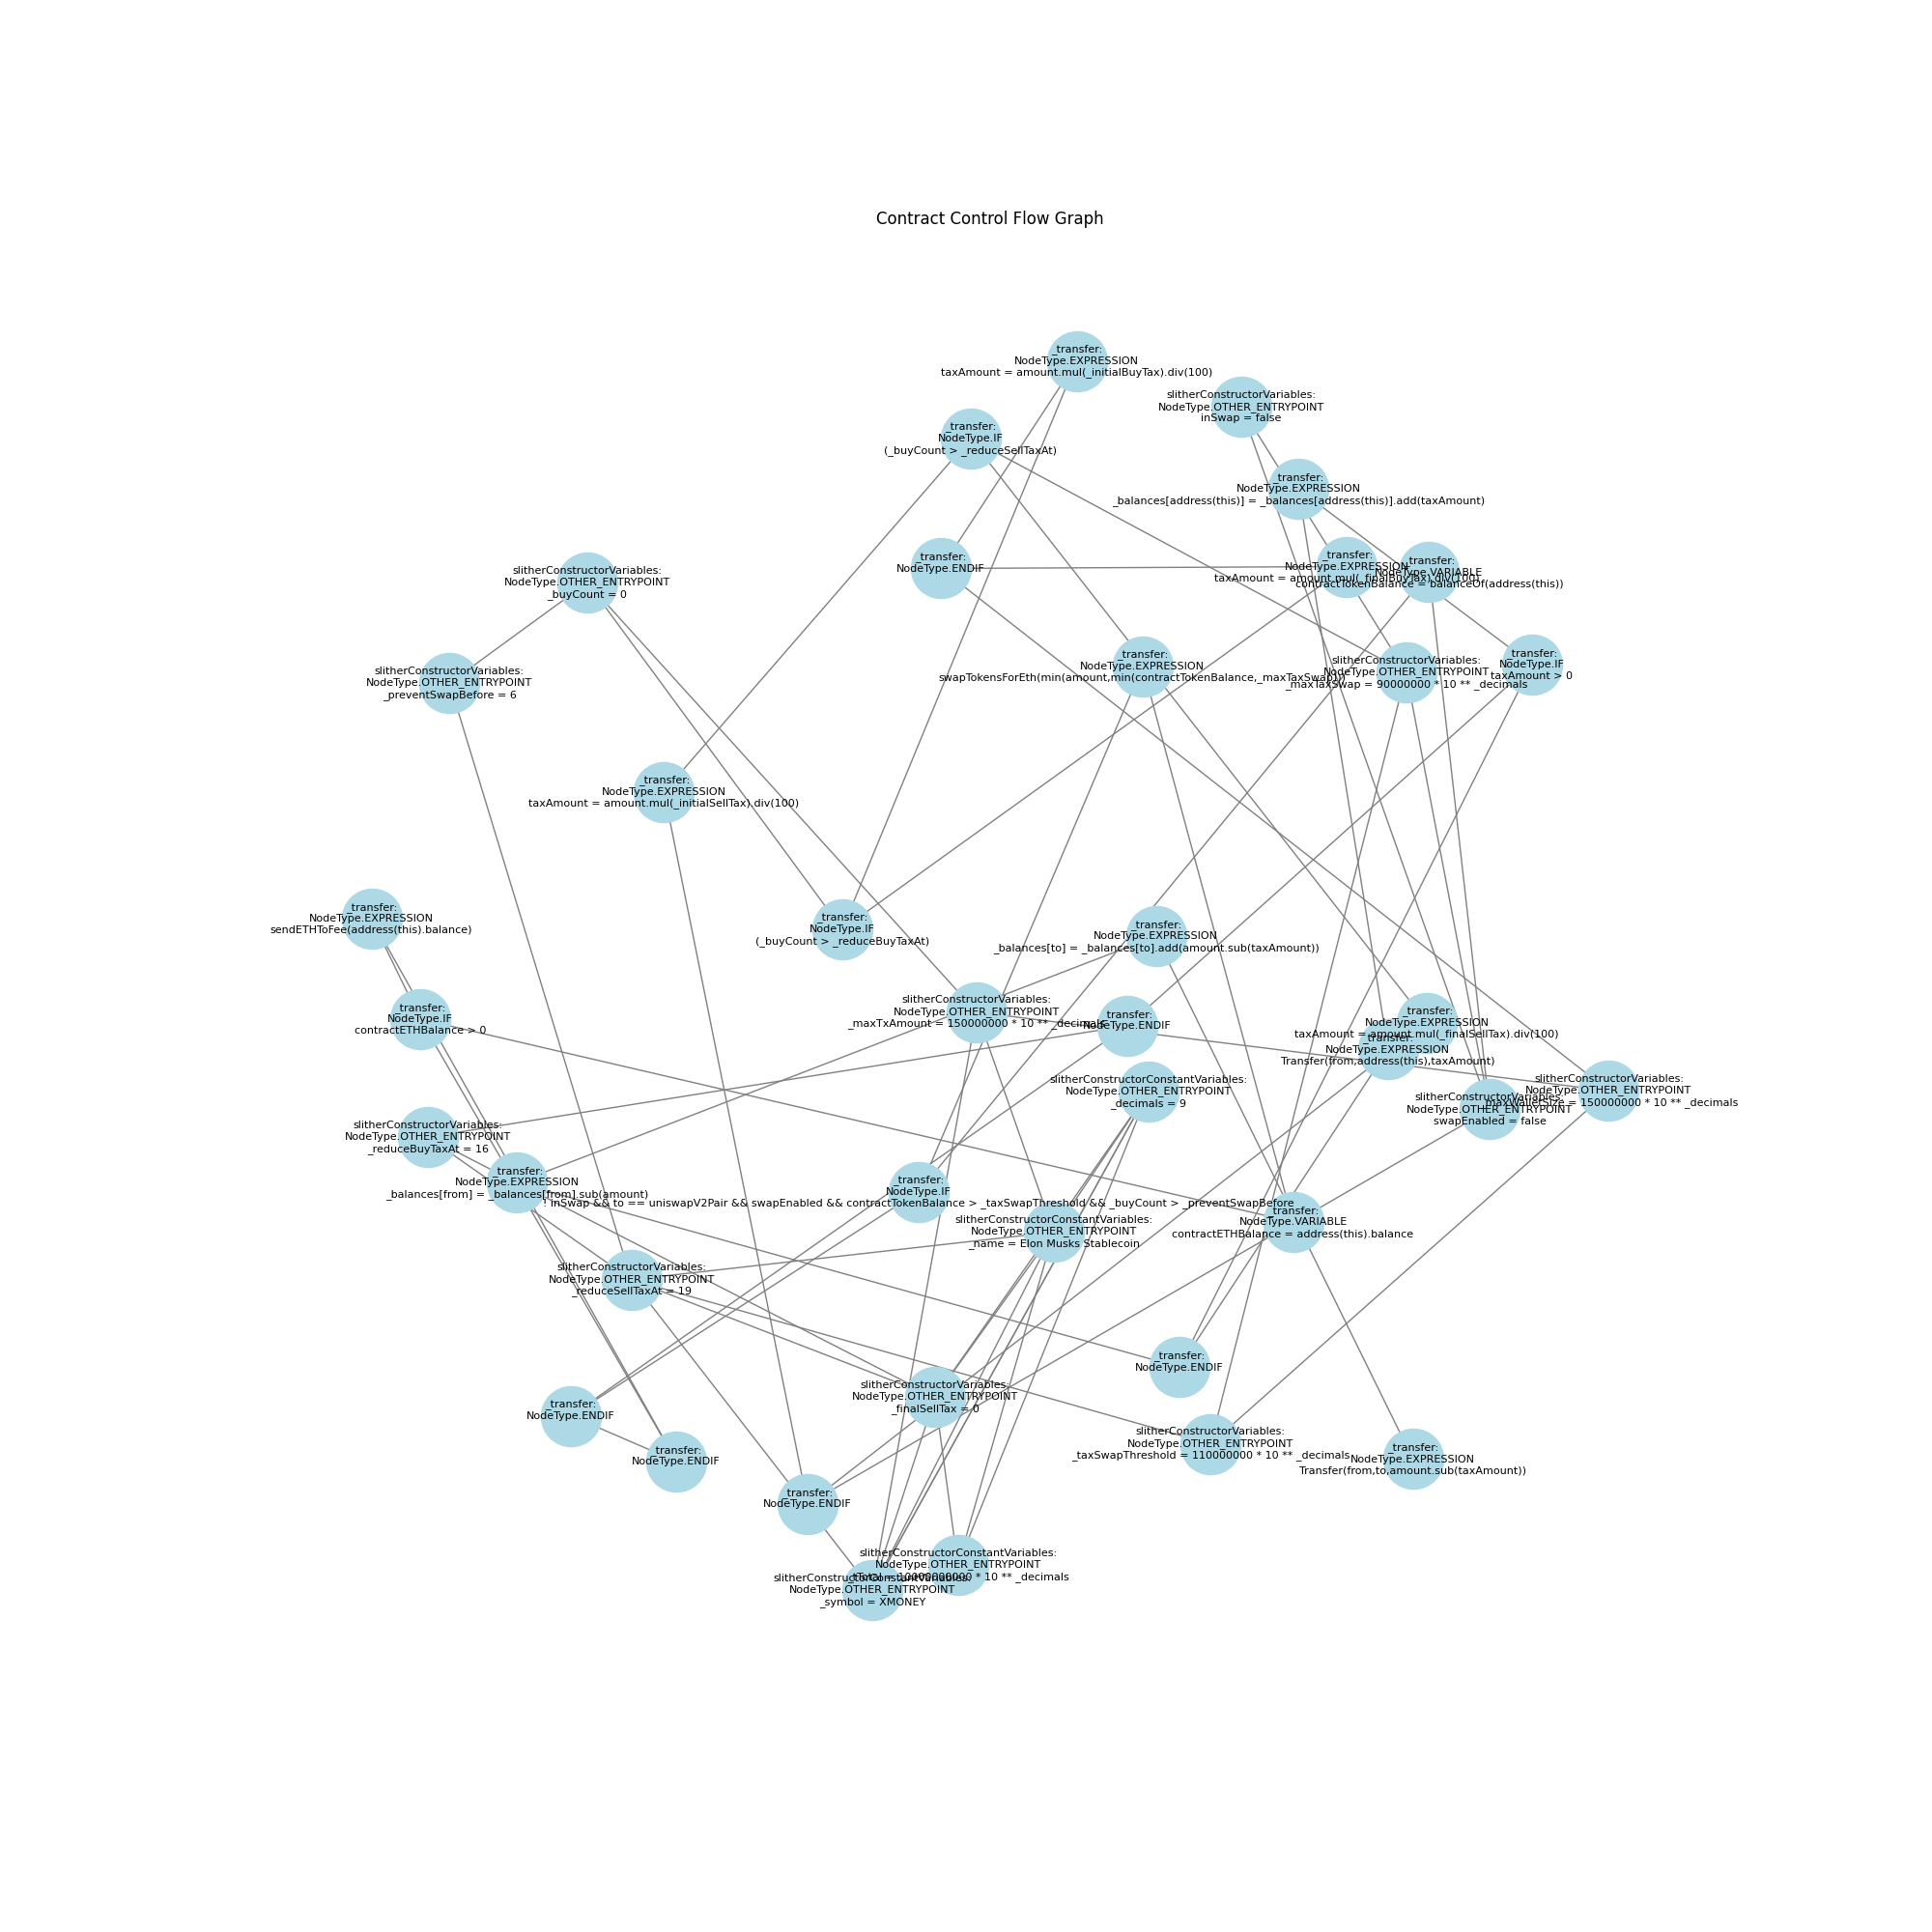 Contract Control Flow Graph
_transfer:
NodeType.EXPRESSION
taxAmount = amount.mul(_initialBuyTax).div(100)
slitherConstructorVariables:
NodeType.OTHER_ENTRYPOINT
inSwap = false
_transfer:
NodeType.IF
(_buyCount > _reduceSellTaxAt)
_transfer:
NodeType.EXPRESSION
_balances[address(this)] = _balances[address(this)].add(taxAmount)
_transfer:
NodeType.ENDIF
_transfer:
NodeType.EXPRESSION
taxAmount = amount.mul(_finalBuyTax).div(100)
_transfer:
NodeType.VARIABLE
contractTokenBalance = balanceOf(address(this))
slitherConstructorVariables:
NodeType.OTHER_ENTRYPOINT
_buyCount = 0
_transfer:
NodeType.EXPRESSION
swapTokensForEth(min(amount,min(contractTokenBalance,_maxTaxSwap)))
slitherConstructorVariables:
NodeType.OTHER_ENTRYPOINT
_maxTaxSwap = 90000000 * 10 ** _decimals
_transfer:
NodeType.IF
taxAmount > 0
slitherConstructorVariables:
NodeType.OTHER_ENTRYPOINT
_preventSwapBefore = 6
_transfer:
NodeType.EXPRESSION
taxAmount = amount.mul(_initialSellTax).div(100)
_transfer:
NodeType.EXPRESSION
sendETHToFee(address(this).balance)
_transfer:
NodeType.IF
(_buyCount > _reduceBuyTaxAt)
_transfer:
NodeType.EXPRESSION
_balances[to] = _balances[to].add(amount.sub(taxAmount))
_transfer:
NodeType.IF
contractETHBalance > 0
slitherConstructorVariables:
NodeType.OTHER_ENTRYPOINT
_maxTxAmount = 150000000 * 10 ** _decimals
_transfer:
NodeType.ENDIF
_transfer:
NodeType.EXPRESSION
taxAmount = amount.mul(_finalSellTax).div(100)
_transfer:
NodeType.EXPRESSION
Transfer(from,address(this),taxAmount)
slitherConstructorConstantVariables:
NodeType.OTHER_ENTRYPOINT
_decimals = 9
slitherConstructorVariables:
NodeType.OTHER_ENTRYPOINT
_maxWalletSize = 150000000 * 10 ** _decimals
slitherConstructorVariables:
NodeType.OTHER_ENTRYPOINT
swapEnabled = false
slitherConstructorVariables:
NodeType.OTHER_ENTRYPOINT
_reduceBuyTaxAt = 16
_transfer:
NodeType.EXPRESSION
_balances[from] = _balances[from].sub(amount)
_transfer:
NodeType.IF
! inSwap && to == uniswapV2Pair && swapEnabled && contractTokenBalance > _taxSwapThreshold && _buyCount > _preventSwapBefore
slitherConstructorConstantVariables:
NodeType.OTHER_ENTRYPOINT
_name = Elon Musks Stablecoin
_transfer:
NodeType.VARIABLE
contractETHBalance = address(this).balance
slitherConstructorVariables:
NodeType.OTHER_ENTRYPOINT
_reduceSellTaxAt = 19
_transfer:
NodeType.ENDIF
slitherConstructorVariables:
NodeType.OTHER_ENTRYPOINT
_finalSellTax = 0
_transfer:
NodeType.ENDIF
slitherConstructorVariables:
NodeType.OTHER_ENTRYPOINT
_taxSwapThreshold = 110000000 * 10 ** _decimals
_transfer:
NodeType.EXPRESSION
Transfer(from,to,amount.sub(taxAmount))
_transfer:
NodeType.ENDIF
_transfer:
NodeType.ENDIF
slitherConstructorConstantVariables:
NodeType.OTHER_ENTRYPOINT
* 10 ** _decimals
slitherConstructorConstantVariables:
NodeType.OTHER_ENTRYPOINT
_symbol = XMONEY